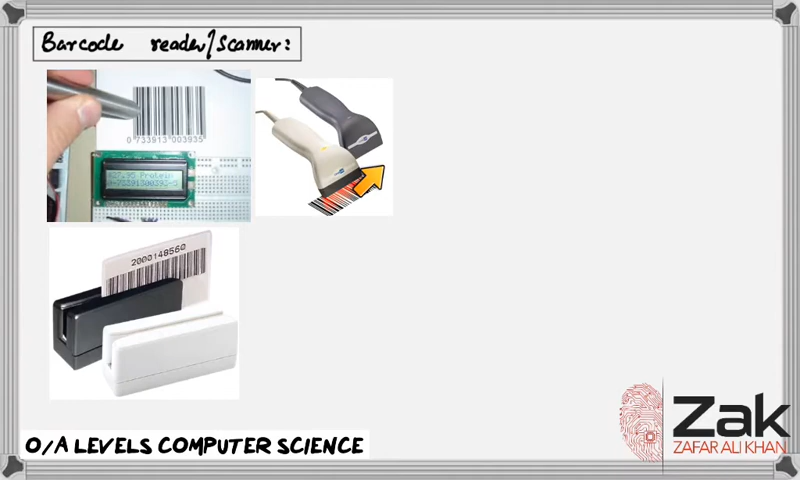 Barcode reader/Scanner:
0 733913 003935
2000148560
O/A LEVELS COMPUTER SCIENCE
Zak
ZAFAR ALI KHAN